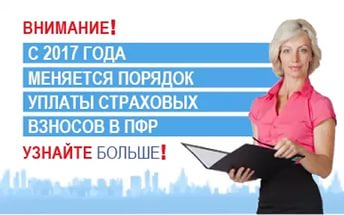 ВНИМАНИЕ!
С 2017 ГОДА
МЕНЯЕТСЯ ПОРЯДОК
УПЛАТЫ СТРАХОВЫХ
ВЗНОСОВ В ПФР
УЗНАЙТЕ БОЛЬШЕ!